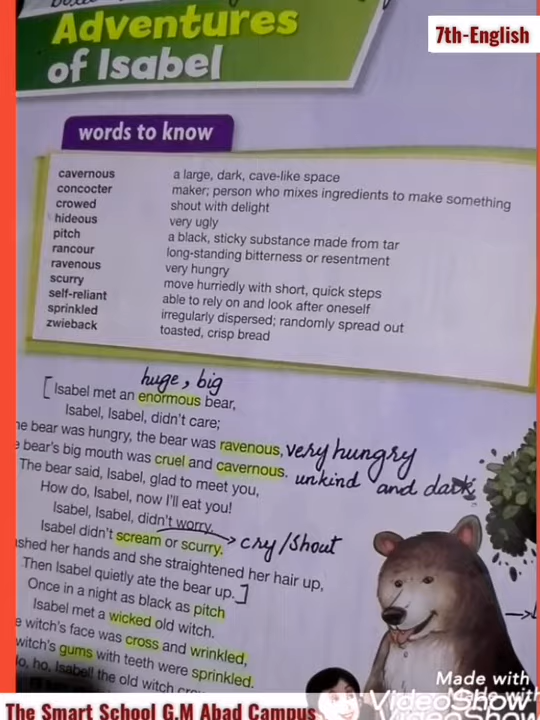 Adventures
of Isabel
7th-English
words to know
cavernous a large, dark, cave-like space
concocter maker; person who mixes ingredients to make something
crowed shout with delight
hideous very ugly
pitch a black, sticky substance made from tar
rancour long-standing bitterness or resentment
ravenous very hungry
scurry move hurriedly with short, quick steps
self-reliant able to rely on and look after oneself
sprinkled irregularly dispersed; randomly spread out
zwieback toasted, crisp bread
huge, big
[Isabel met an enormous bear,
Isabel, Isabel, didn't care;
he bear was hungry, the bear was ravenous, very hungry
e bear's big mouth was cruel and cavernous. unkind and dark
The bear said, Isabel, glad to meet you,
How do, Isabel, now I'll eat you!
Isabel, Isabel, didn't worry,
Isabel didn't scream or scurry. cry/shout
shed her hands and she straightened her hair up,
Then Isabel quietly ate the bear up.]
Once in a night as black as pitch
Isabel met a wicked old witch.
e witch's face was cross and wrinkled,
witch's gums with teeth were sprinkled.
o, ho, Isabel! the old witch
The Smart School G.M Abad Campus
Made with
VideoShow